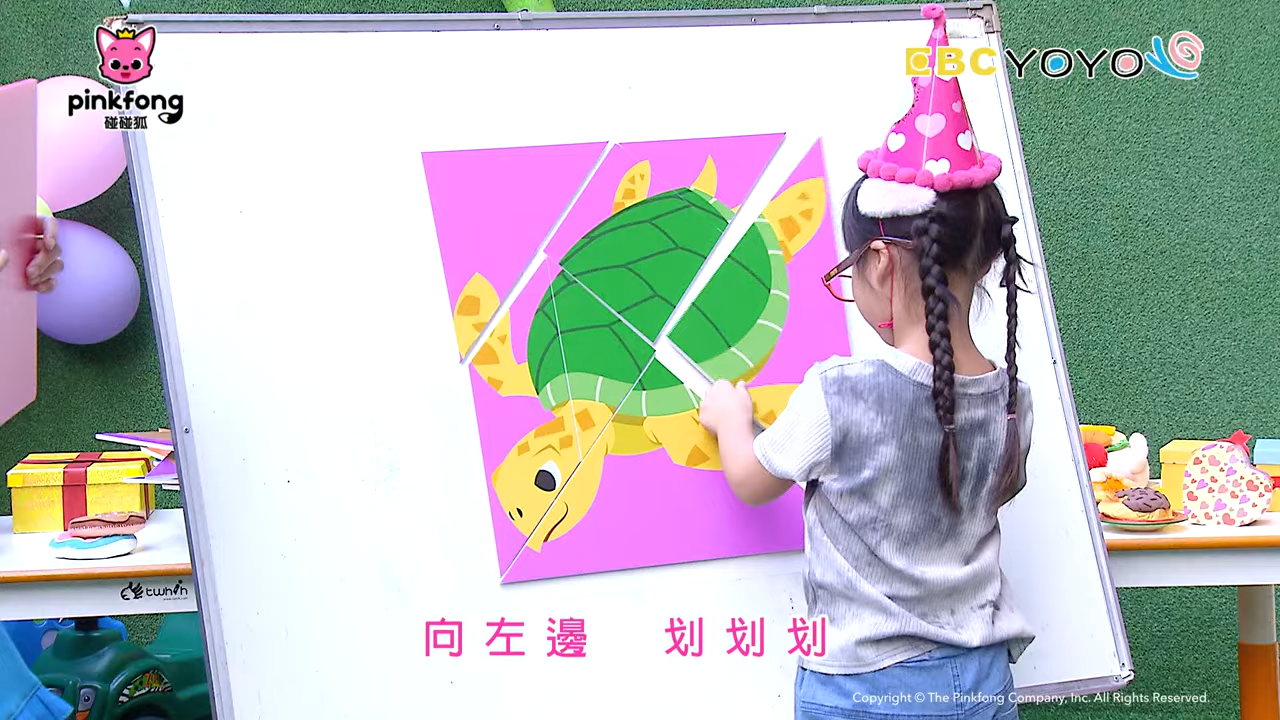 pinkfong
碰碰狐
EBC YOYO
twhin
向左邊 划划划
Copyright © The Pinkfong Company, Inc. All Rights Reserved.